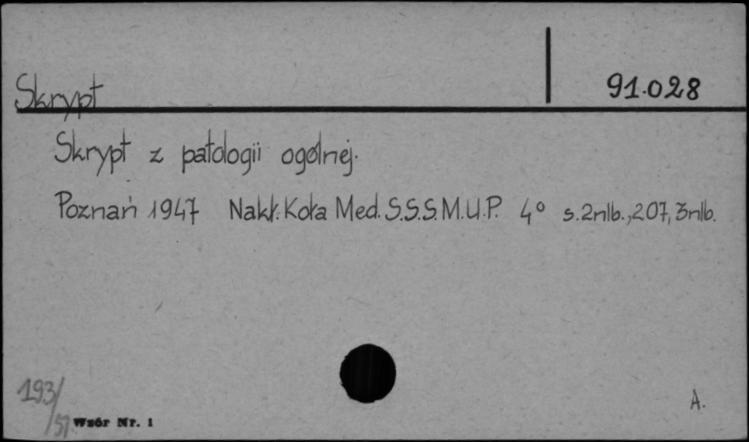 91.028
Skrypt
Skrypt z patologii ogólnej.
Poznań 1947 Nakł. Koła Med. S.S.S.M.U.P. 4° s. 2nlb., 207, 3nlb.
193/57
Wzór Nr. 1
A.